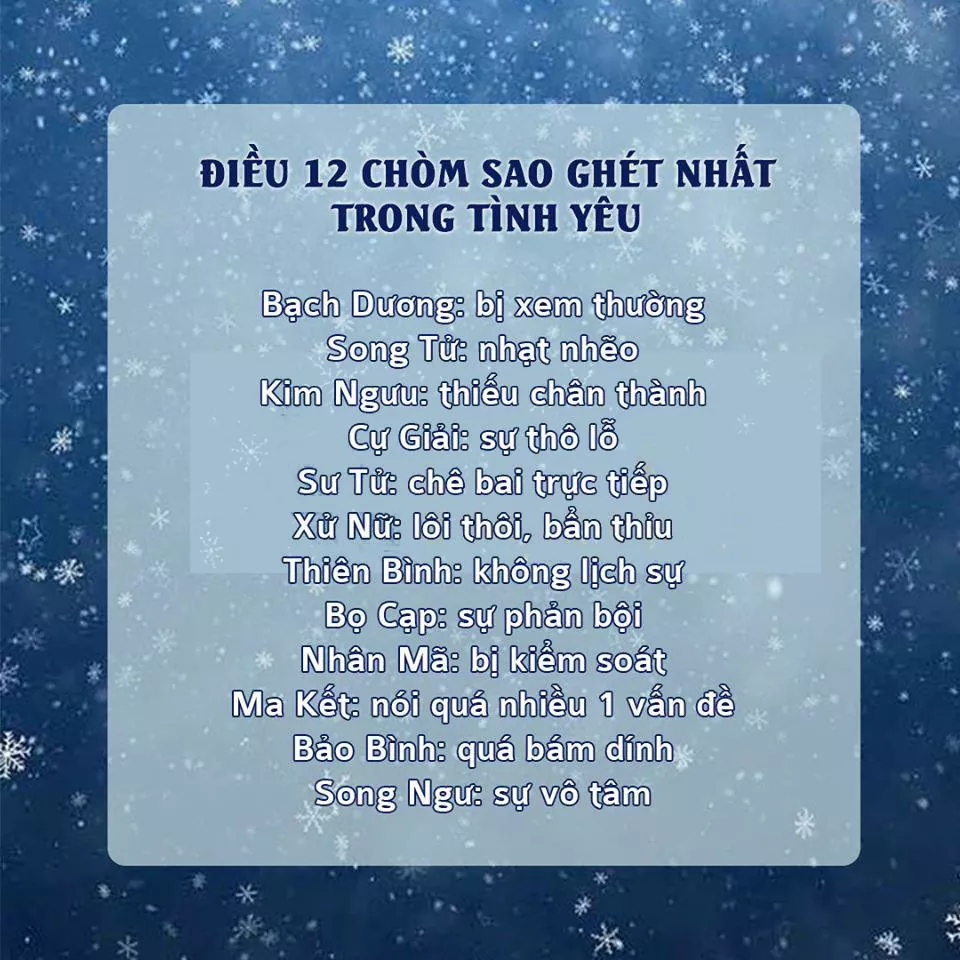 ĐIỀU 12 CHÒM SAO GHÉT NHẤT
TRONG TÌNH YÊU
Bạch Dương: bị xem thường
Song Tử: nhạt nhẽo
Kim Ngưu: thiếu chân thành
Cự Giải: sự thô lỗ
Sư Tử: chê bai trực tiếp
Xử Nữ: lôi thôi, bẩn thỉu
Thiên Bình: không lịch sự
Bọ Cạp: sự phản bội
Nhân Mã: bị kiểm soát
Ma Kết: nói quá nhiều 1 vấn đề
Bảo Bình: quá bám dính
Song Ngư: sự vô tâm